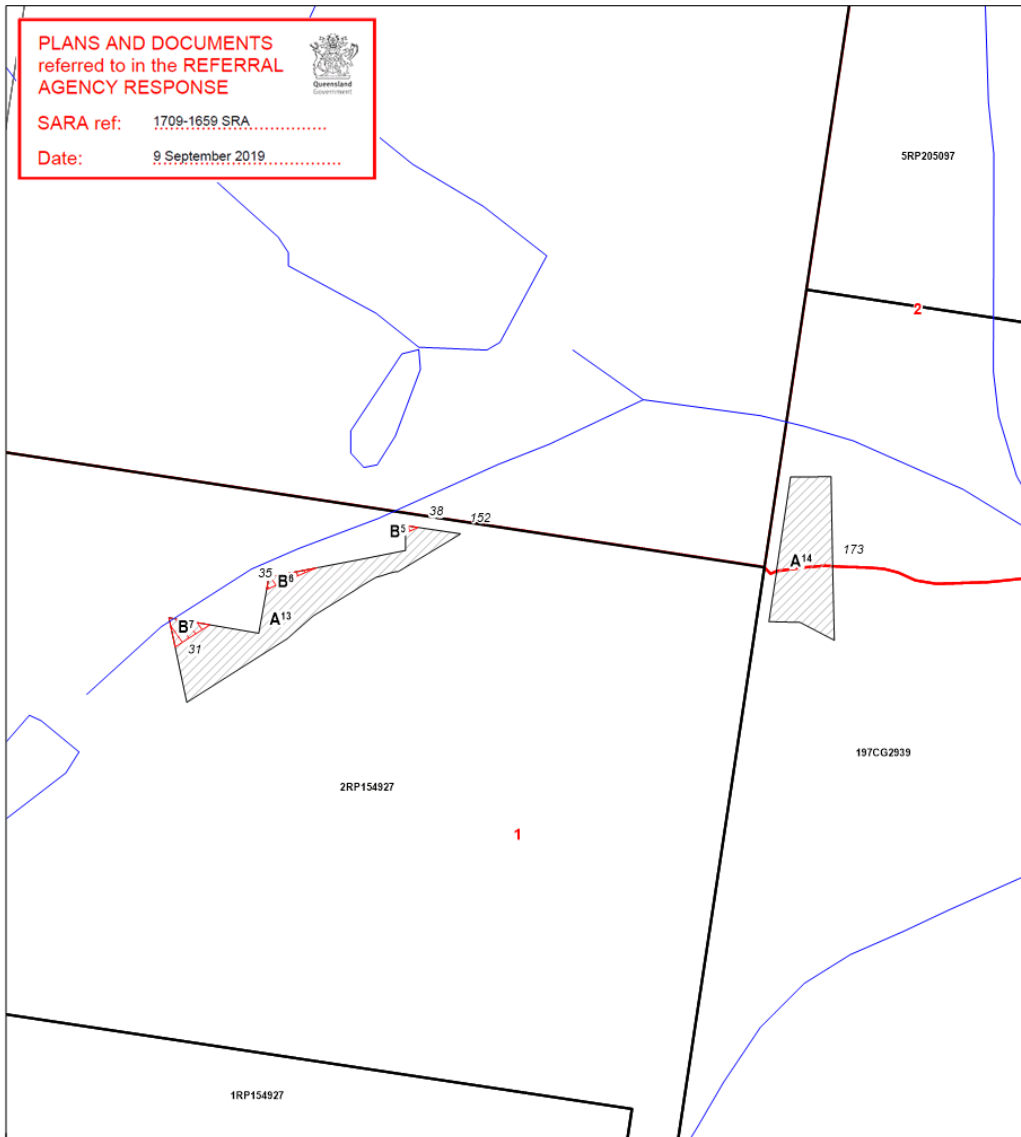 PLANS AND DOCUMENTS
referred to in the REFERRAL
AGENCY RESPONSE
Queensland
Government
SARA ref: 1709-1659 SRA
Date: 9 September 2019
5RP205097
2
38
152
B5
173
A14
35
B6
A13
B7
31
197CG2939
2RP154927
1
1RP154927